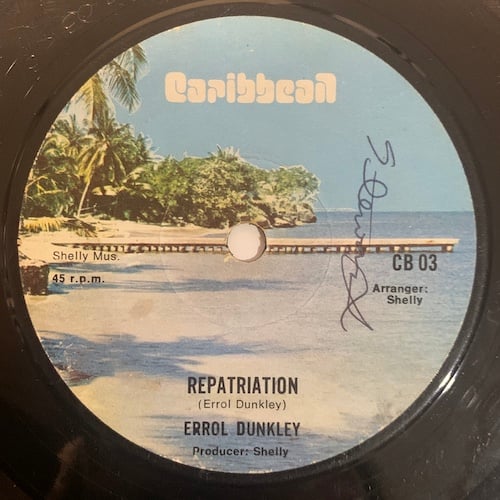 Caribbean
Shelly Mus.
45 r.p.m.
CB 03
Arranger:
Shelly
REPATRIATION
(Errol Dunkley)
ERROL DUNKLEY
Producer: Shelly